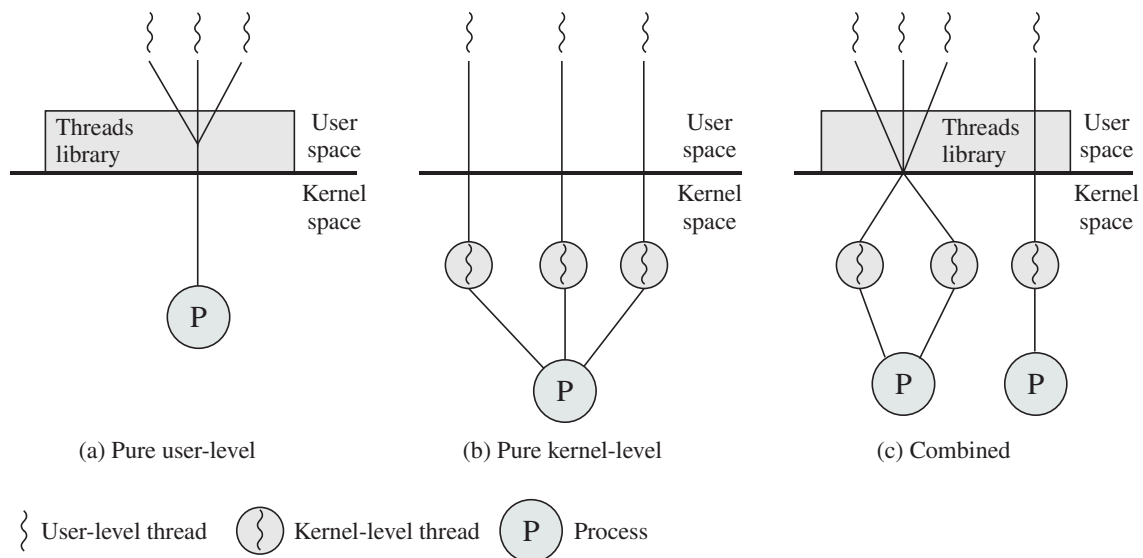 Threads
library
User
space
Kernel
space
P
(a) Pure user-level
User
space
Kernel
space
P
(b) Pure kernel-level
Threads
library
User
space
Kernel
space
P
P
(c) Combined
User-level thread
Kernel-level thread
P
Process